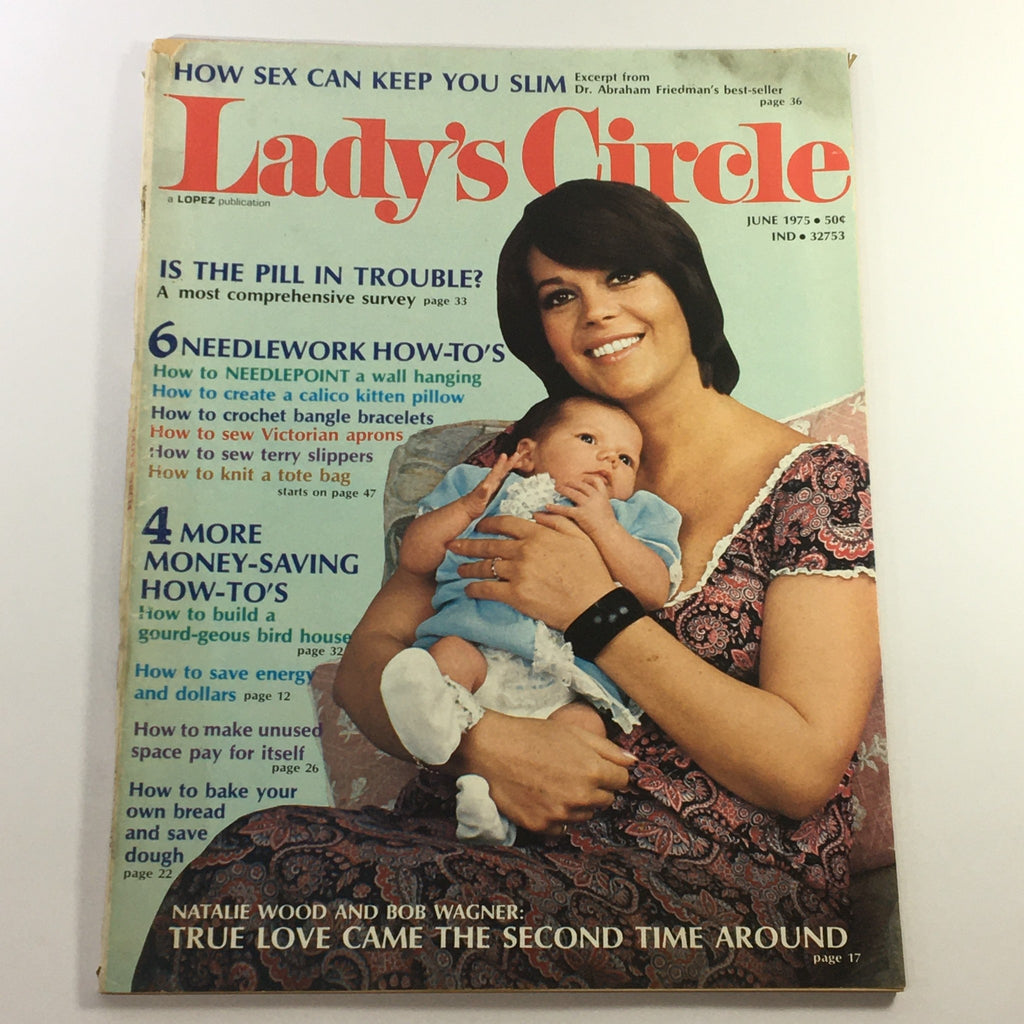 HOW SEX CAN KEEP YOU SLIM
Excerpt from
Dr. Abraham Friedman's best-seller
page 36
Lady's Circle
a LOPEZ publication
JUNE 1975 • 50¢
IND • 32753
IS THE PILL IN TROUBLE?
A most comprehensive survey page 33
6 NEEDLEWORK HOW-TO'S
How to NEEDLEPOINT a wall hanging
How to create a calico kitten pillow
How to crochet bangle bracelets
How to sew Victorian aprons
How to sew terry slippers
How to knit a tote bag
starts on page 47
4 MORE
MONEY-SAVING
HOW-TO'S
How to build a
gourd-geous bird house
page 32
How to save energy
and dollars page 12
How to make unused
space pay for itself
page 26
How to bake your
own bread
and save
dough
page 22
NATALIE WOOD AND BOB WAGNER:
TRUE LOVE CAME THE SECOND TIME AROUND
page 17